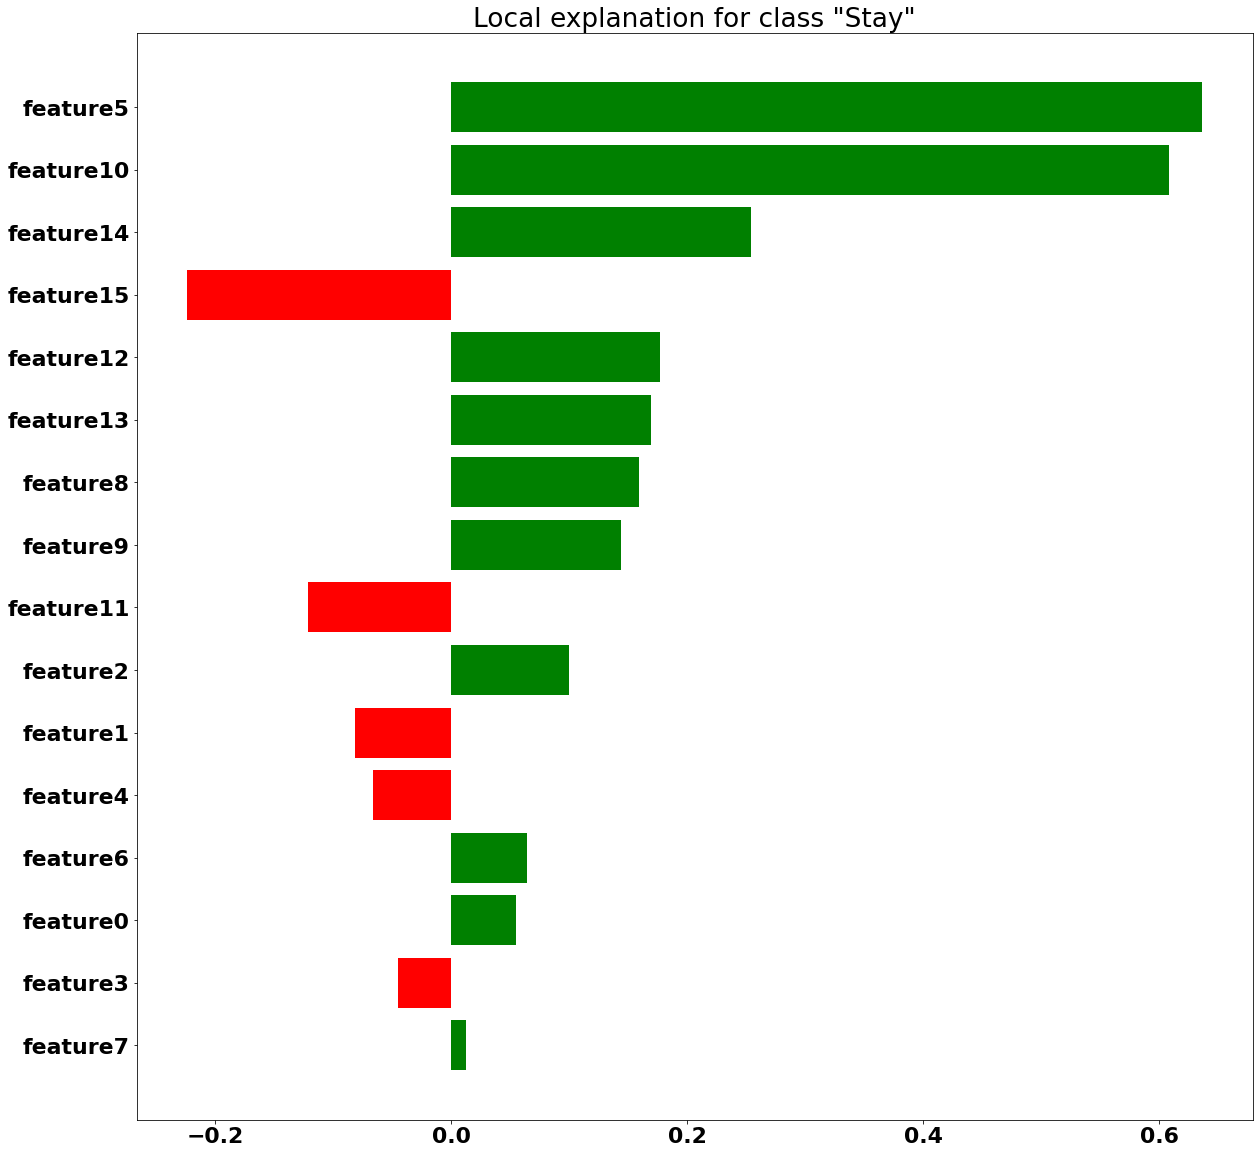 Local explanation for class "Stay"
feature5
feature10
feature14
feature15
feature12
feature13
feature8
feature9
feature11
feature2
feature1
feature4
feature6
feature0
feature3
feature7
−0.2 0.0 0.2 0.4 0.6